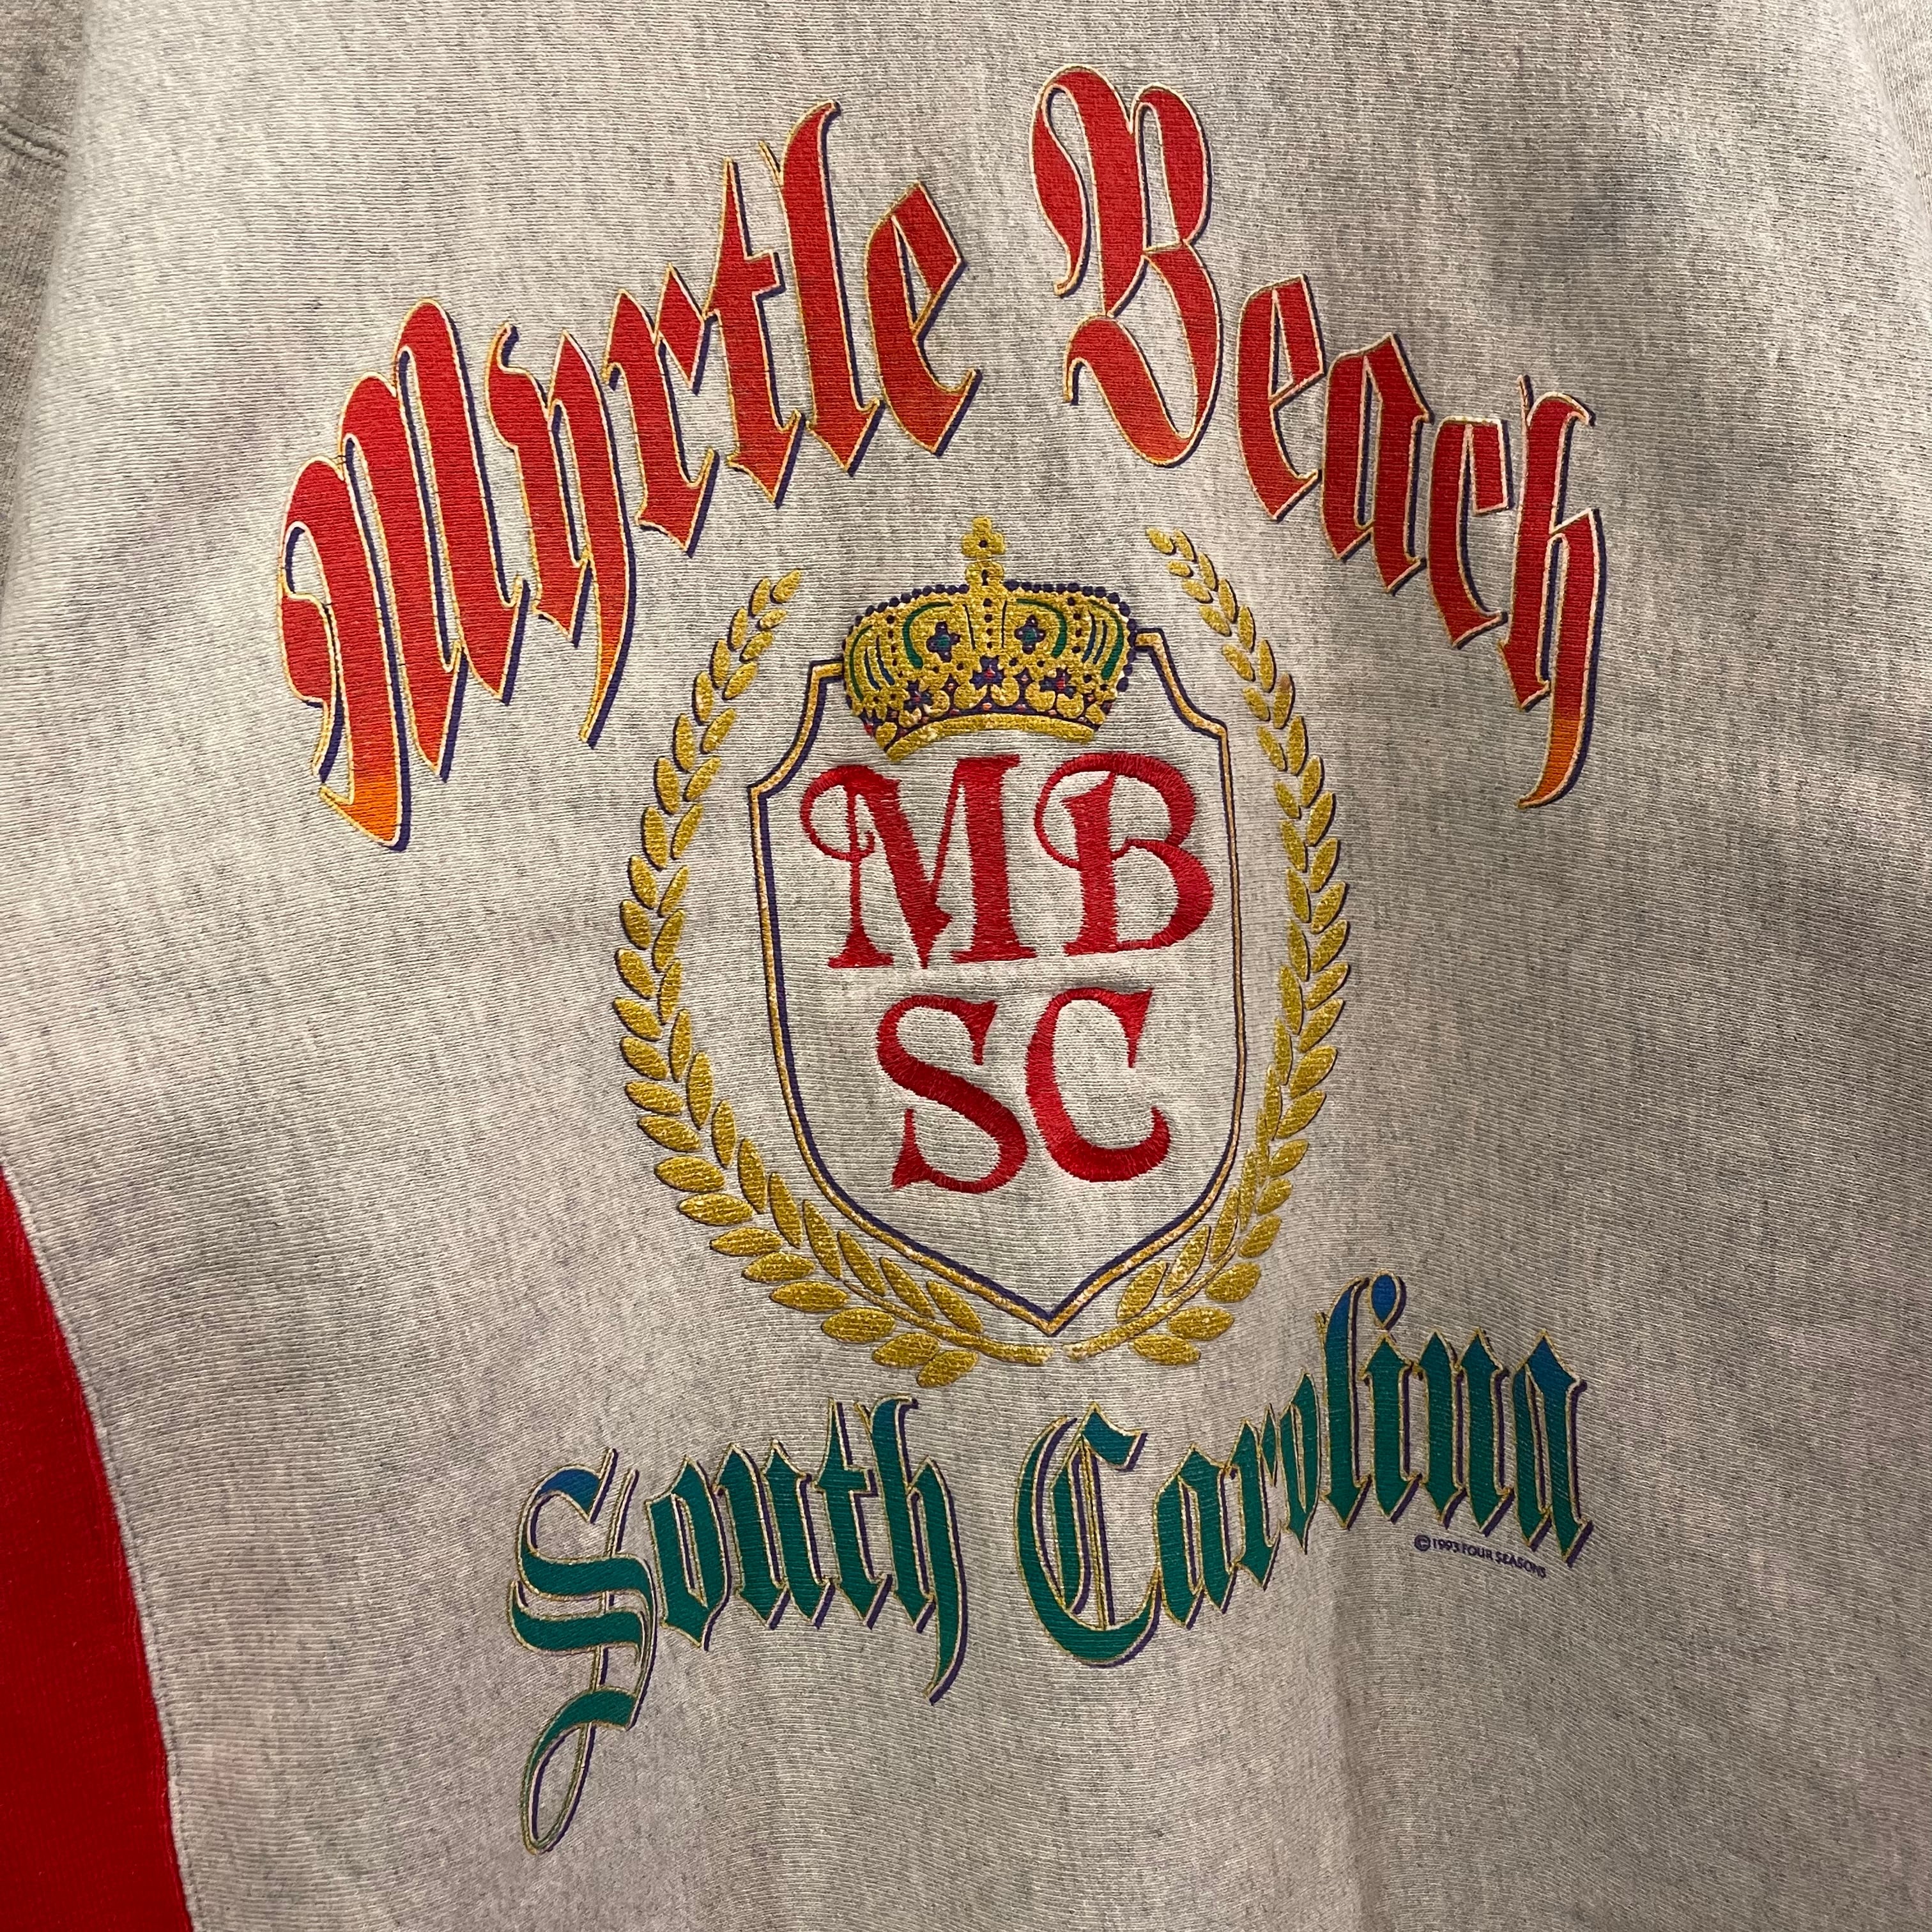 Myrtle Beach
MB
SC
South Carolina
©1993 FOUR SEASONS